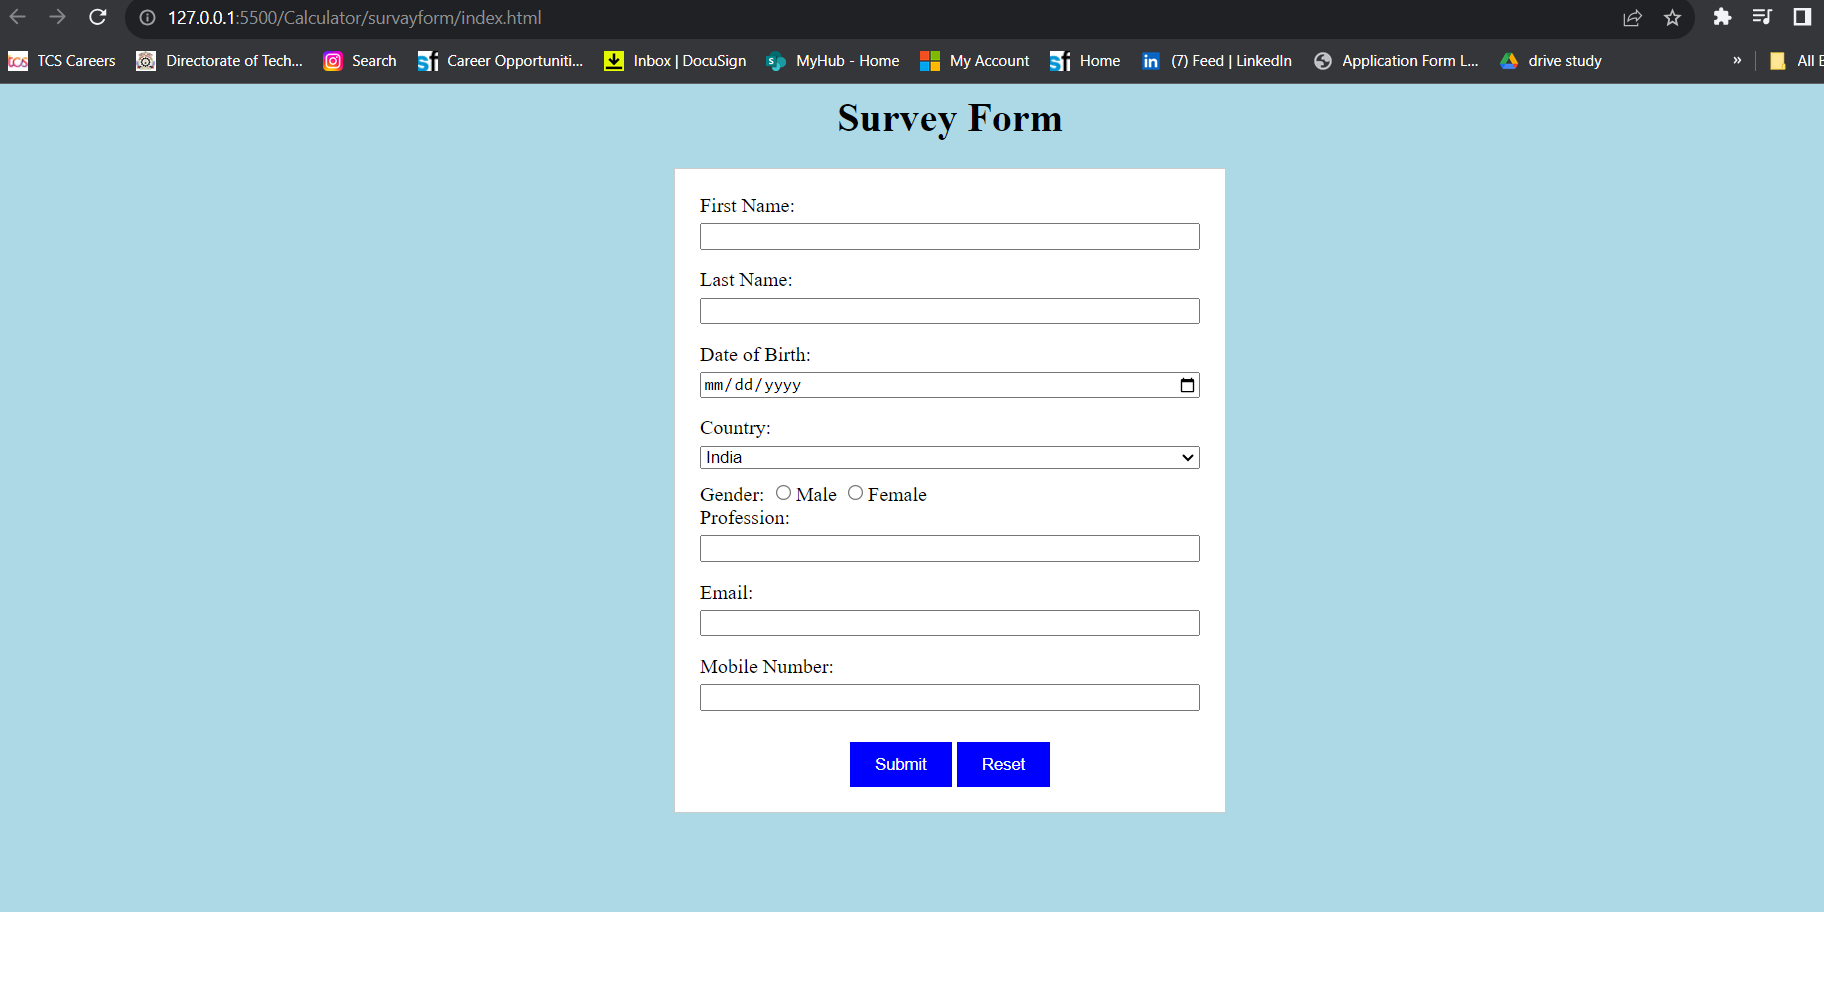 127.0.0.1:5500/Calculator/survayform/index.html
TCS Careers Directorate of Tech... Search Career Opportuniti... Inbox | DocuSign MyHub - Home My Account Home (7) Feed | LinkedIn Application Form L... drive study » All
Survey Form
First Name:
Last Name:
Date of Birth:
mm/dd/yyyy
Country:
India
Gender: Male Female
Profession:
Email:
Mobile Number:
Submit Reset